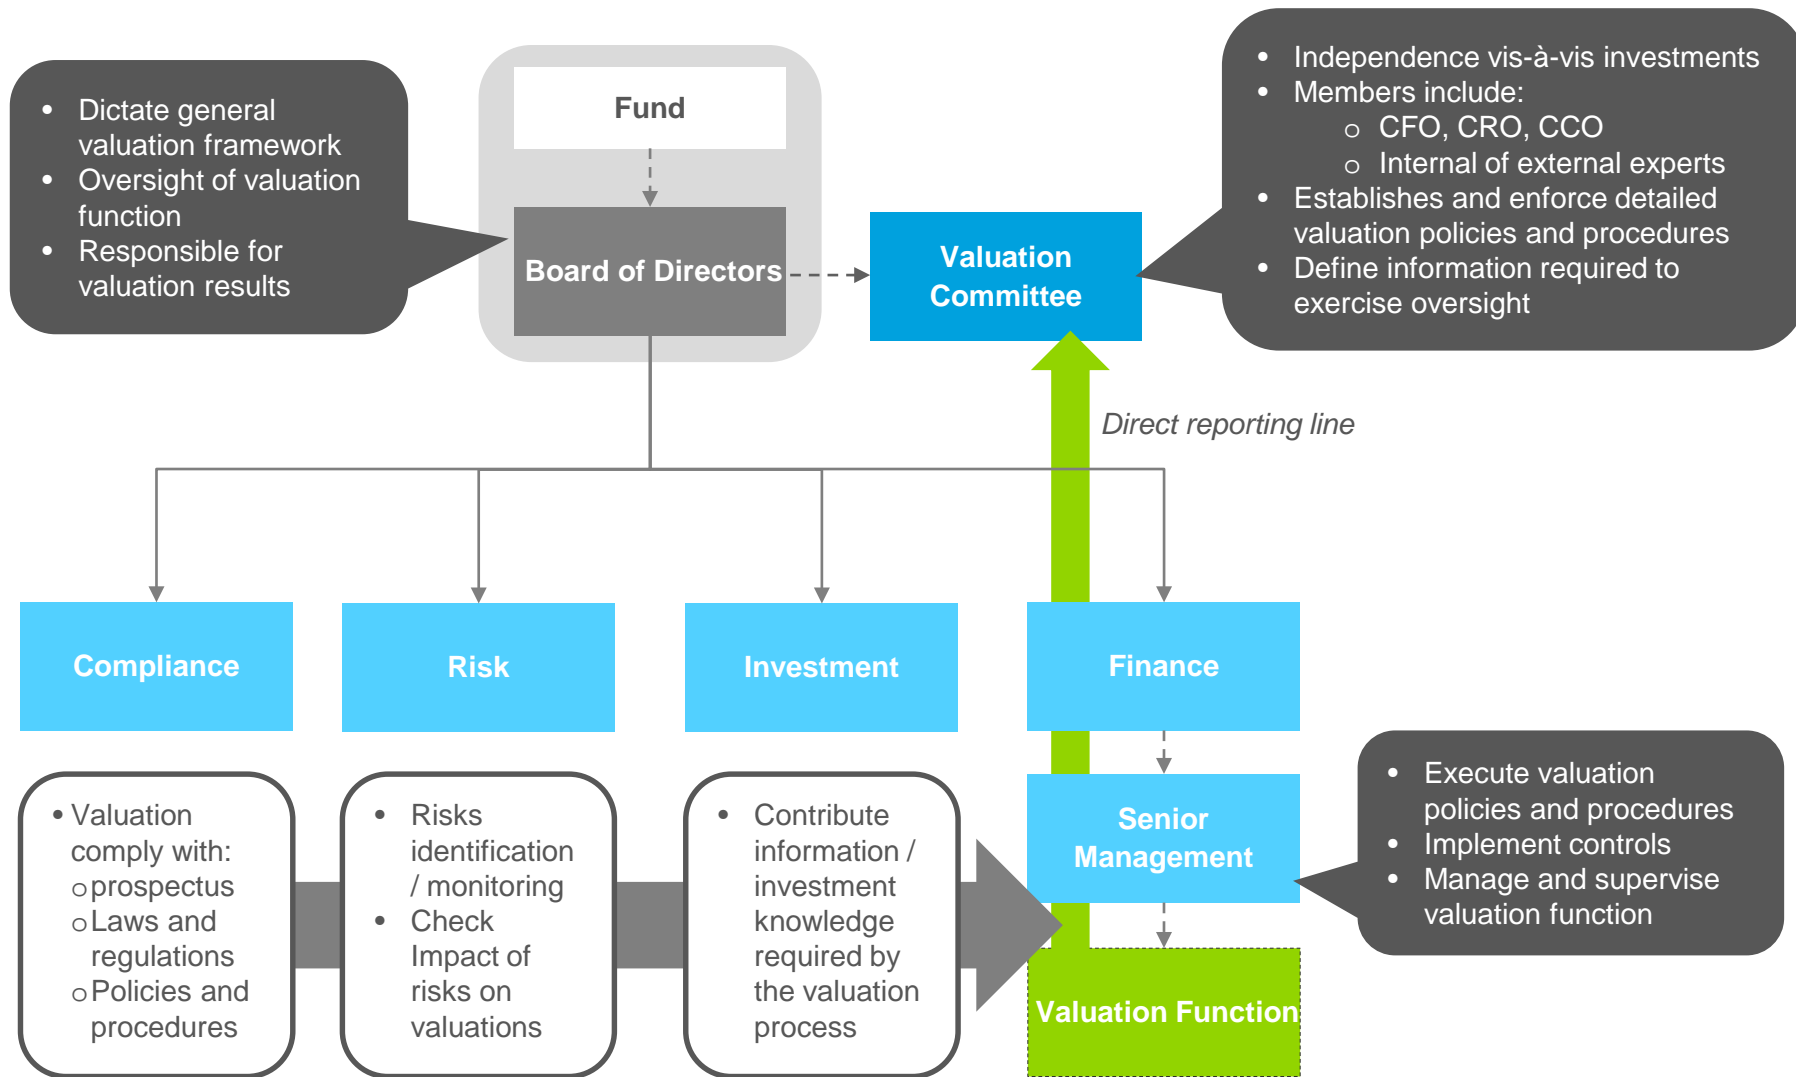 • Dictate general
valuation framework
• Oversight of valuation
function
• Responsible for
valuation results
Fund
Board of Directors
Valuation
Committee
• Independence vis-à-vis investments
• Members include:
o CFO, CRO, CCO
o Internal of external experts
• Establishes and enforce detailed
valuation policies and procedures
• Define information required to
exercise oversight
Direct reporting line
Compliance
Risk
Investment
Finance
• Valuation
comply with:
o prospectus
o Laws and
regulations
o Policies and
procedures
• Risks
identification
/ monitoring
• Check
Impact of
risks on
valuations
• Contribute
information /
investment
knowledge
required by
the valuation
process
Senior
Management
• Execute valuation
policies and procedures
• Implement controls
• Manage and supervise
valuation function
Valuation Function